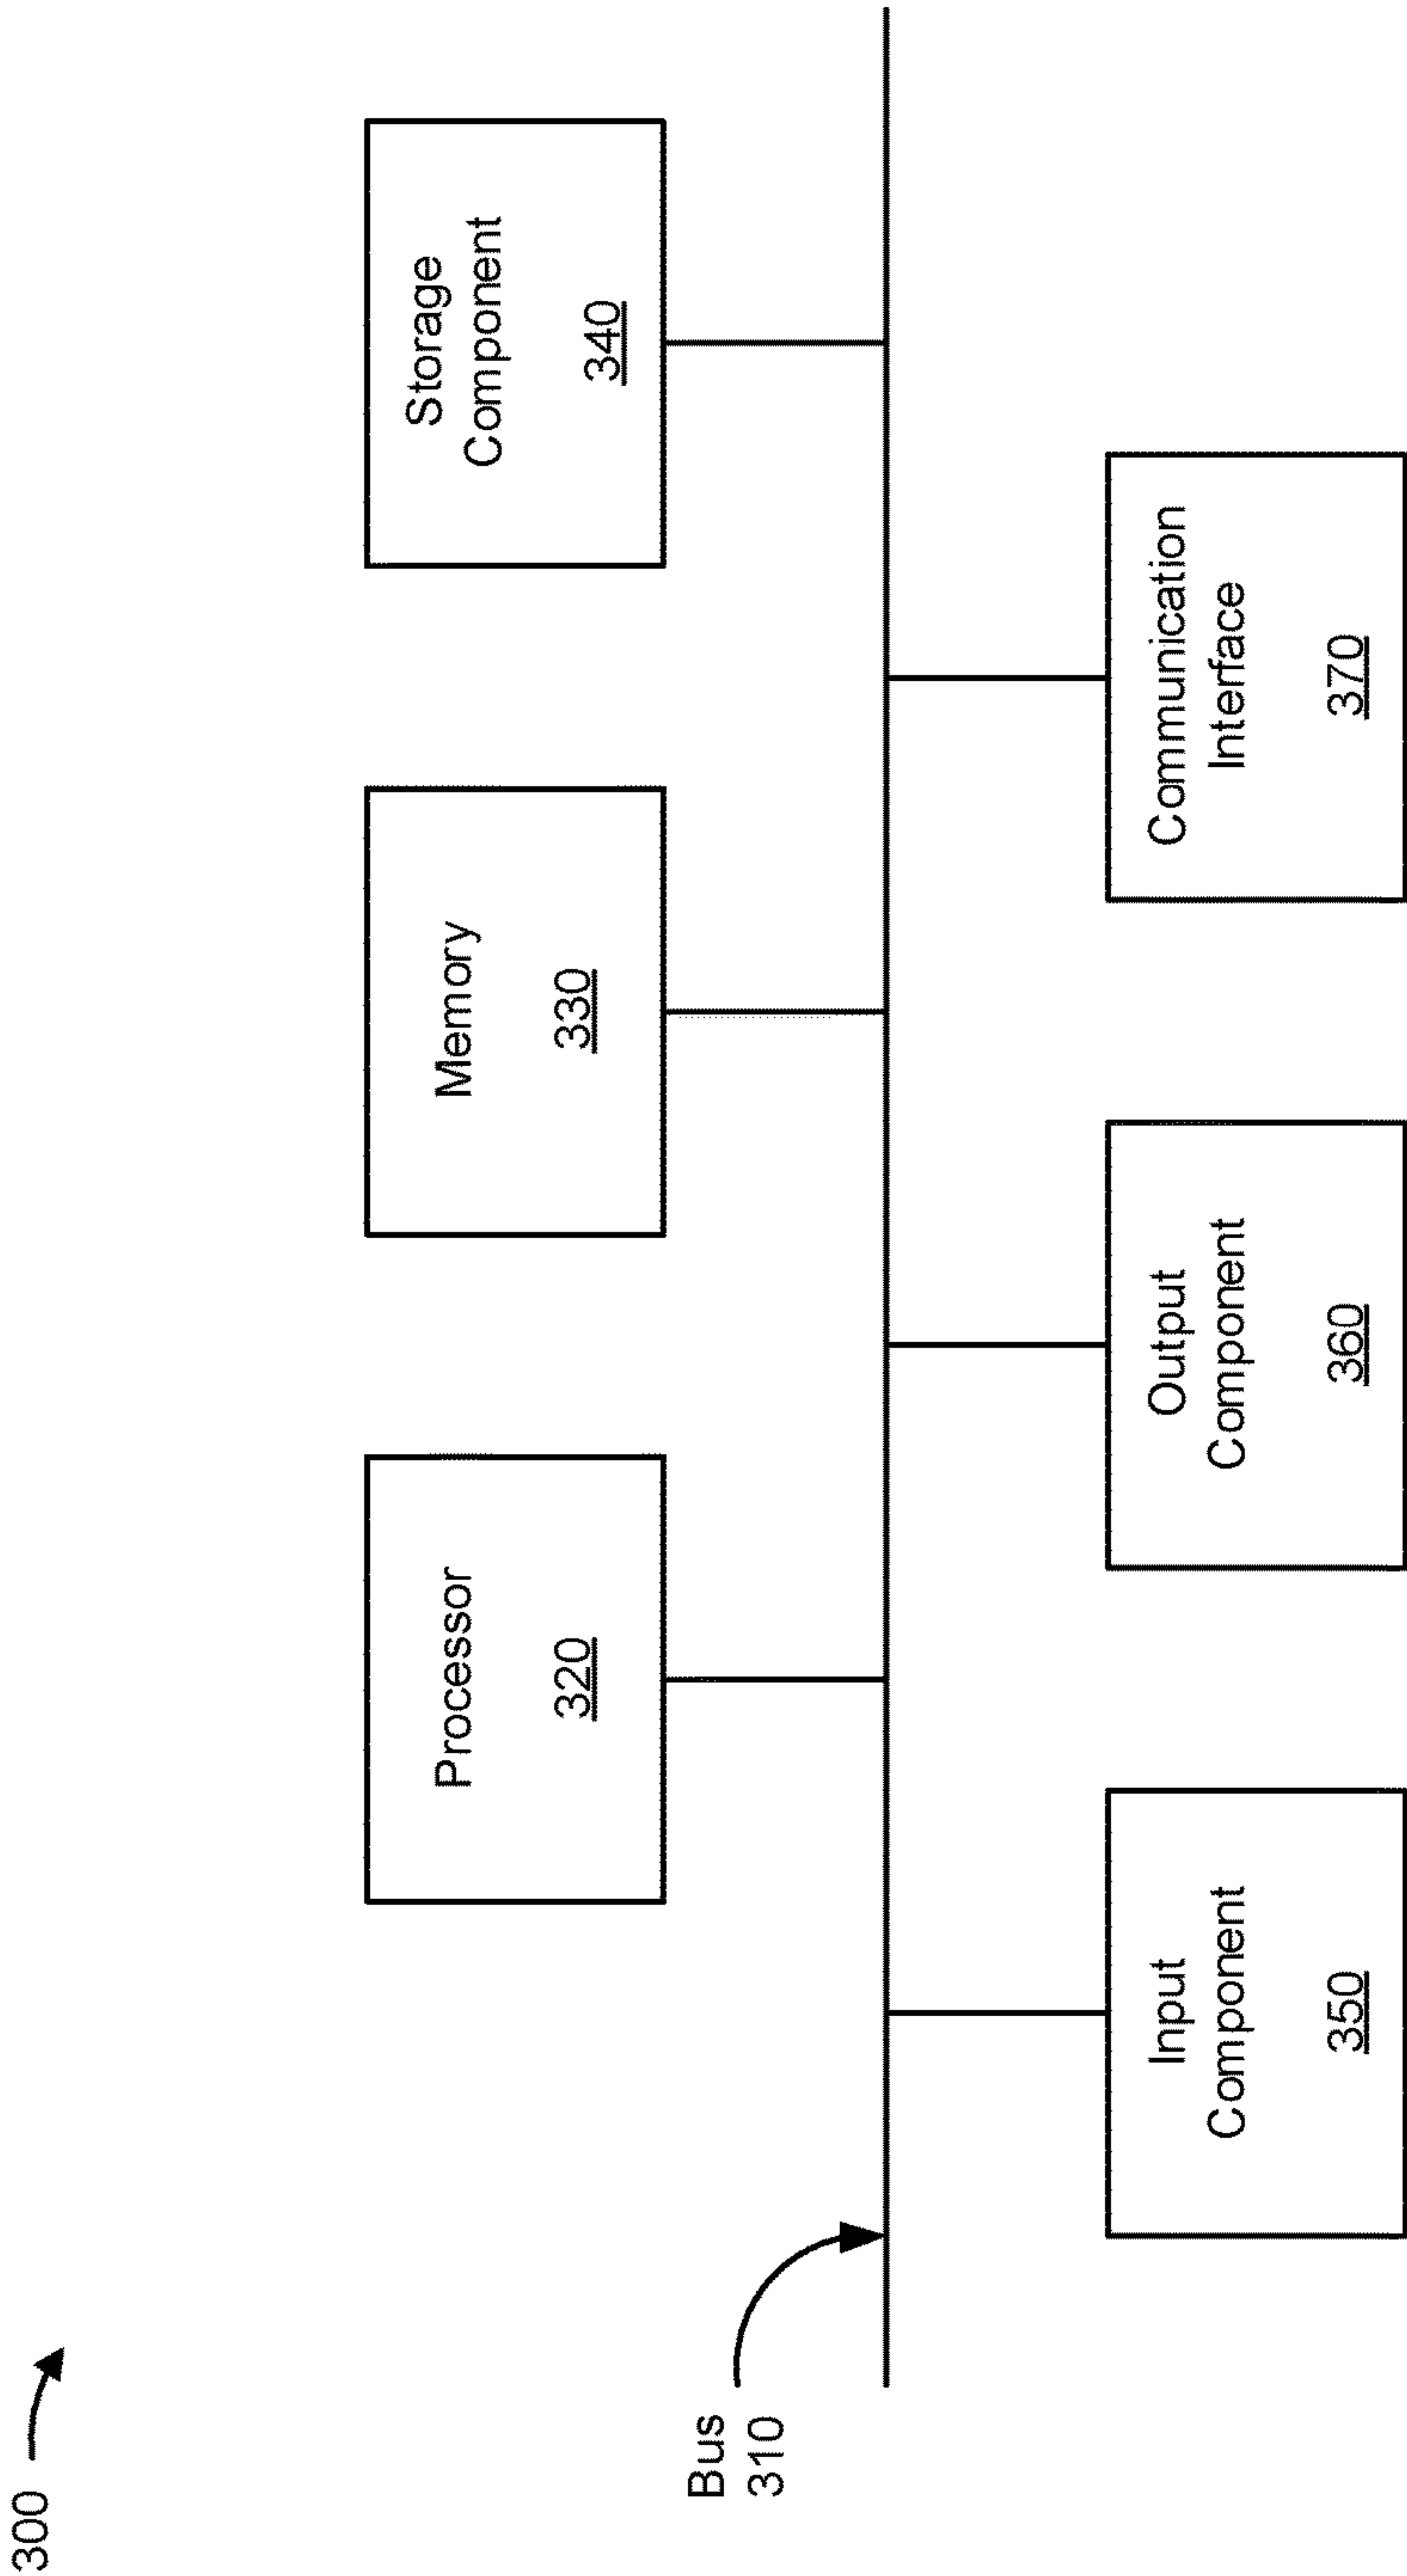 300
Processor
320
Memory
330
Storage
Component
340
Bus
310
Input
Component
350
Output
Component
360
Communication
Interface
370